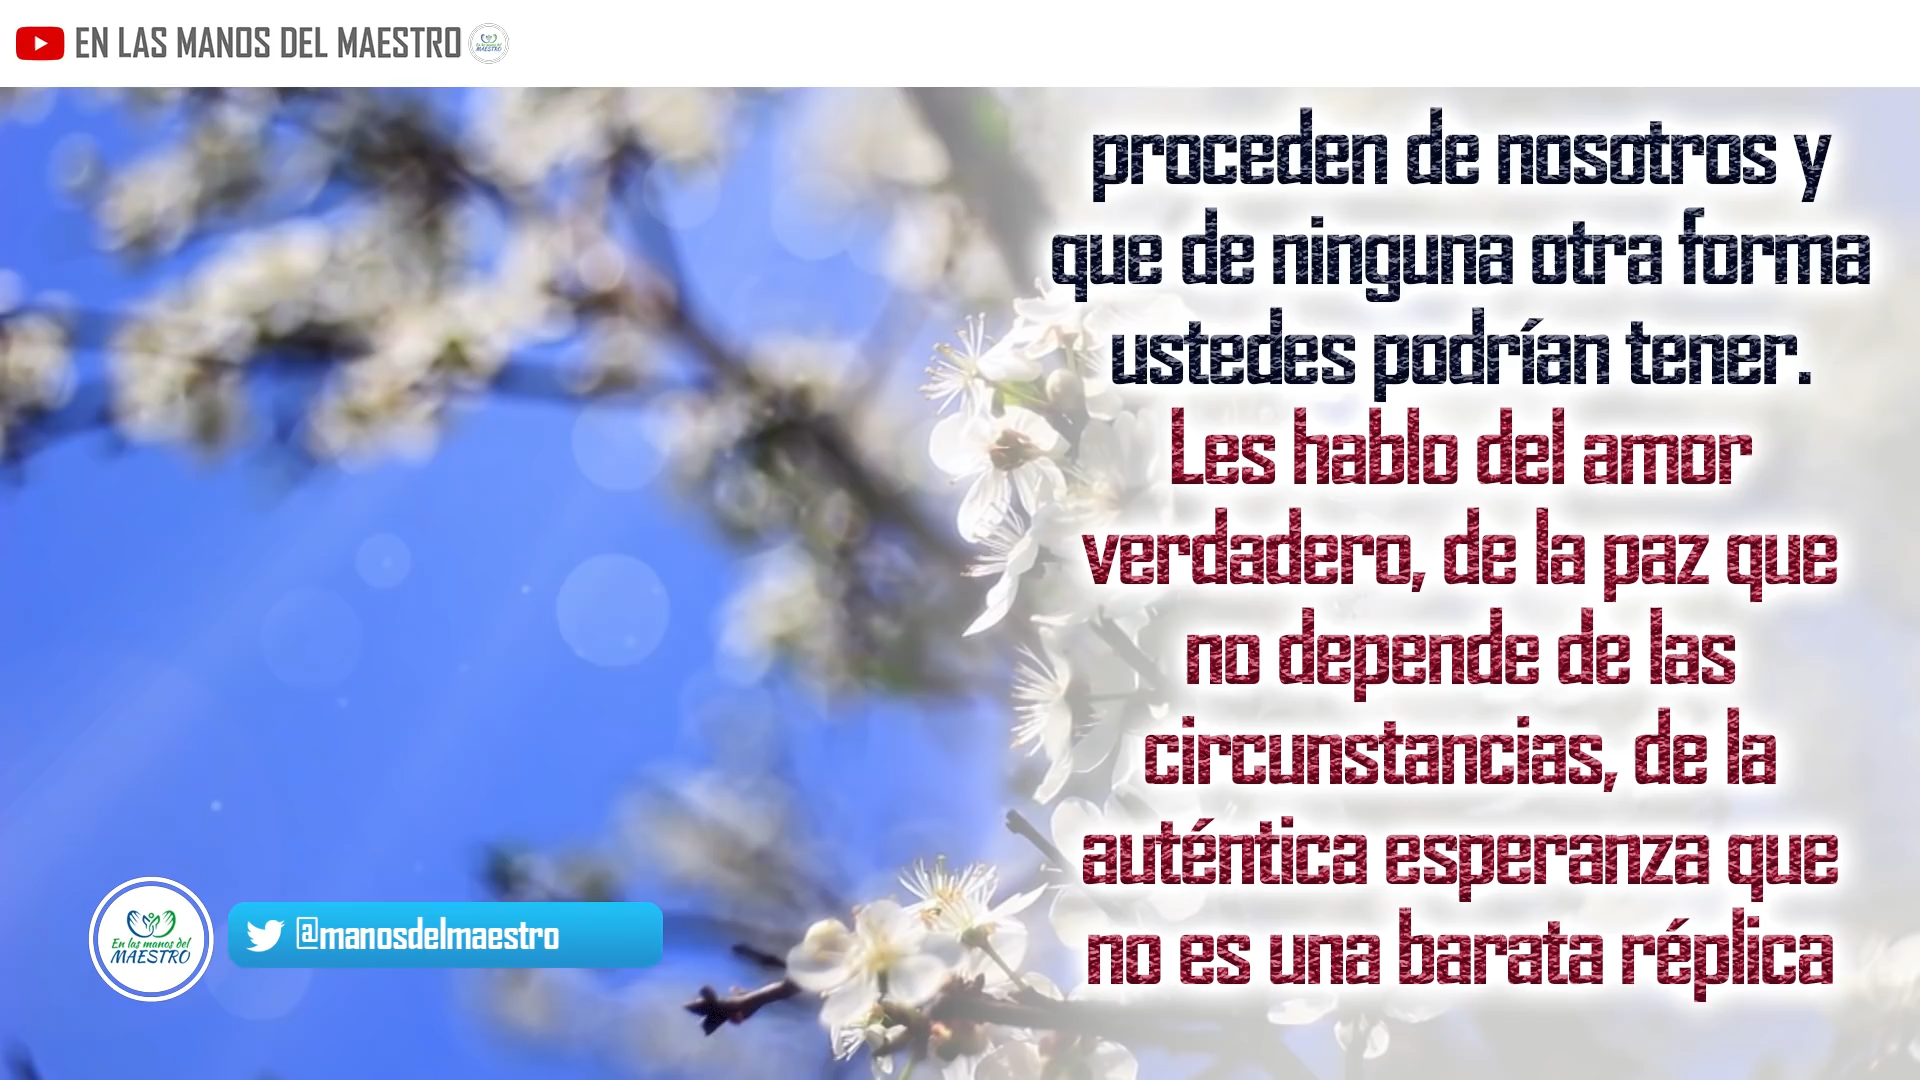 EN LAS MANOS DEL MAESTRO
proceden de nosotros y
que de ninguna otra forma
ustedes podrían tener.
Les hablo del amor
verdadero, de la paz que
no depende de las
circunstancias, de la
auténtica esperanza que
no es una barata réplica
En las manos del
MAESTRO
@manosdelmaestro